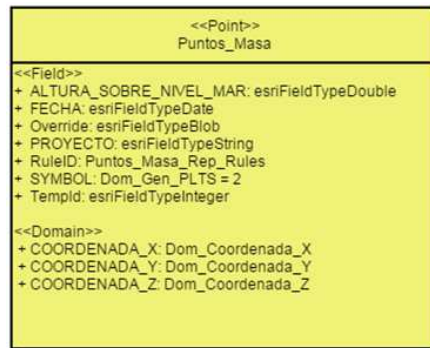 <<Point>>
Puntos_Masa
<<Field>>
+ ALTURA_SOBRE_NIVEL_MAR: esriFieldTypeDouble
+ FECHA: esriFieldTypeDate
+ Override: esriFieldTypeBlob
+ PROYECTO: esriFieldTypeString
+ RuleID: Puntos_Masa_Rep_Rules
+ SYMBOL: Dom_Gen_PLTS = 2
+ TempId: esriFieldTypeInteger
<<Domain>>
+ COORDENADA_X: Dom_Coordenada_X
+ COORDENADA_Y: Dom_Coordenada_Y
+ COORDENADA_Z: Dom_Coordenada_Z